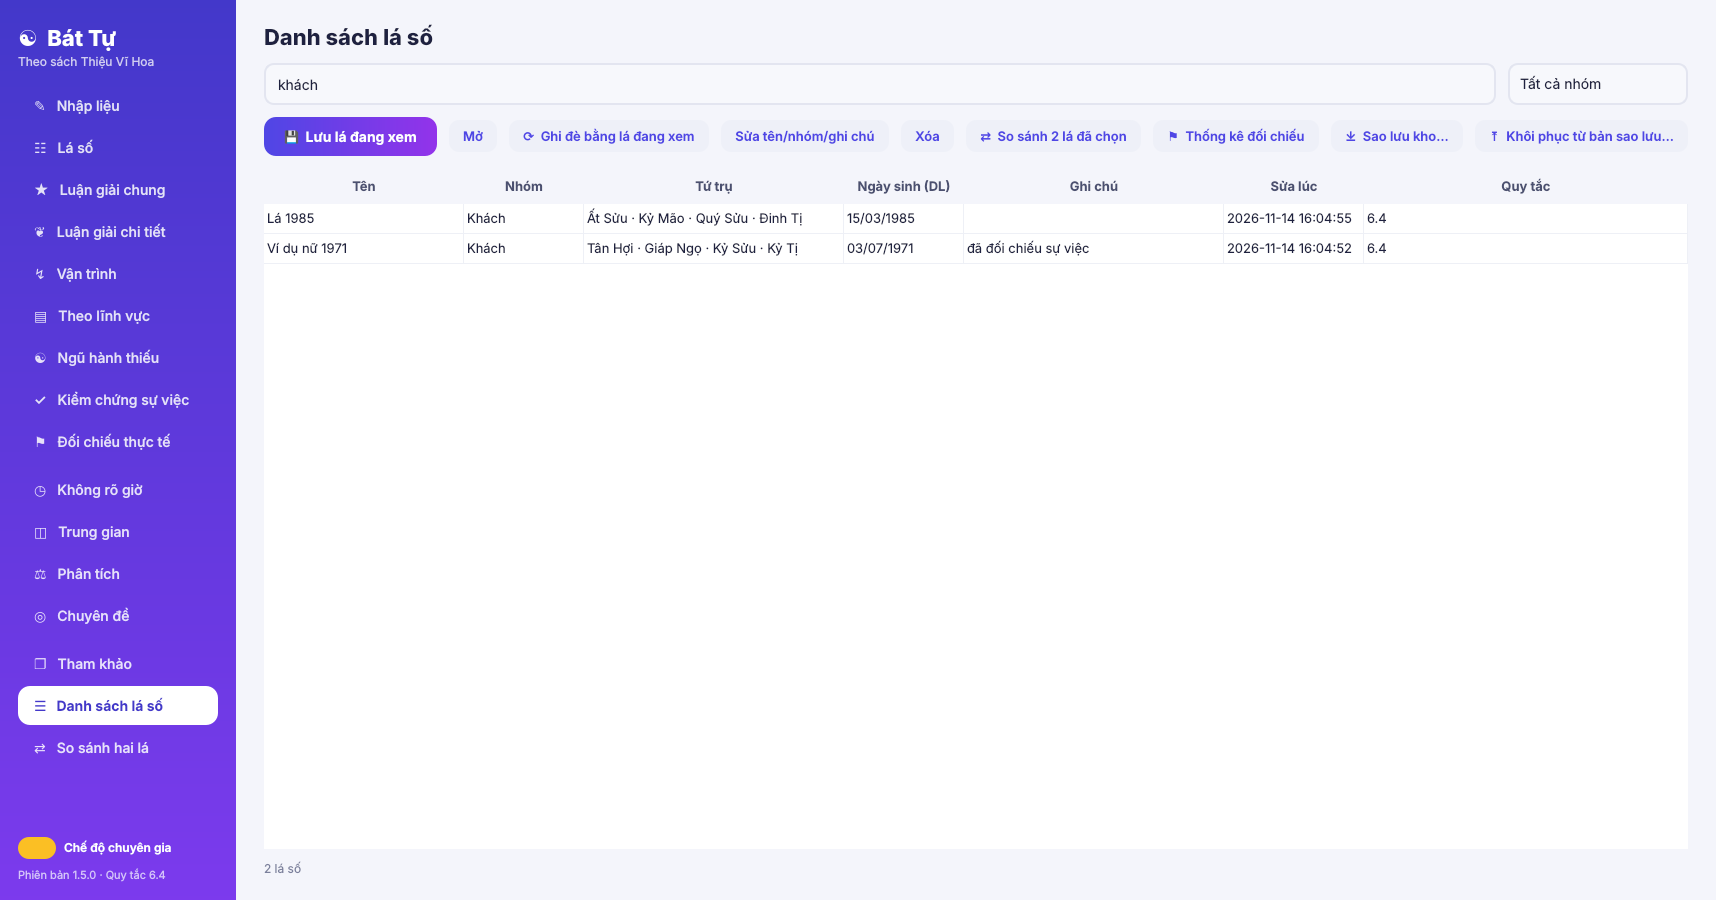 ☯ Bát Tự
Theo sách Thiệu Vĩ Hoa
✎ Nhập liệu
☷ Lá số
★ Luận giải chung
❦ Luận giải chi tiết
↯ Vận trình
▤ Theo lĩnh vực
☯ Ngũ hành thiếu
✓ Kiểm chứng sự việc
⚑ Đối chiếu thực tế
◷ Không rõ giờ
◫ Trung gian
⚖ Phân tích
◎ Chuyên đề
❐ Tham khảo
☰ Danh sách lá số
⇄ So sánh hai lá
Chế độ chuyên gia
Phiên bản 1.5.0 · Quy tắc 6.4
Danh sách lá số
khách
Tất cả nhóm
💾 Lưu lá đang xem
Mở
⟳ Ghi đè bằng lá đang xem
Sửa tên/nhóm/ghi chú
Xóa
⇄ So sánh 2 lá đã chọn
⚑ Thống kê đối chiếu
⤓ Sao lưu kho...
⤒ Khôi phục từ bản sao lưu...
Tên Nhóm Tứ trụ Ngày sinh (DL) Ghi chú Sửa lúc Quy tắc
Lá 1985 Khách Ất Sửu · Kỷ Mão · Quý Sửu · Đinh Tị 15/03/1985 2026-11-14 16:04:55 6.4
Ví dụ nữ 1971 Khách Tân Hợi · Giáp Ngọ · Kỷ Sửu · Kỷ Tị 03/07/1971 đã đối chiếu sự việc 2026-11-14 16:04:52 6.4
2 lá số